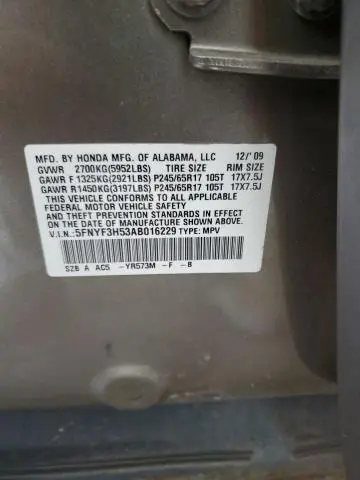 MFD. BY HONDA MFG. OF ALABAMA, LLC 12/'09
GVWR 2700KG(5952LBS) TIRE SIZE RIM SIZE
GAWR F 1325KG(2921LBS) P245/65R17 105T 17X7.5J
GAWR R1450KG(3197LBS) P245/65R17 105T 17X7.5J
THIS VEHICLE CONFORMS TO ALL APPLICABLE
FEDERAL MOTOR VEHICLE SAFETY STANDARDS IN
EFFECT ON THE DATE OF MANUFACTURE SHOWN ABOVE.
V.I.N.:5FNYF3H53AB016229 TYPE: MPV
SZB A AC5 -YR573M -F -B